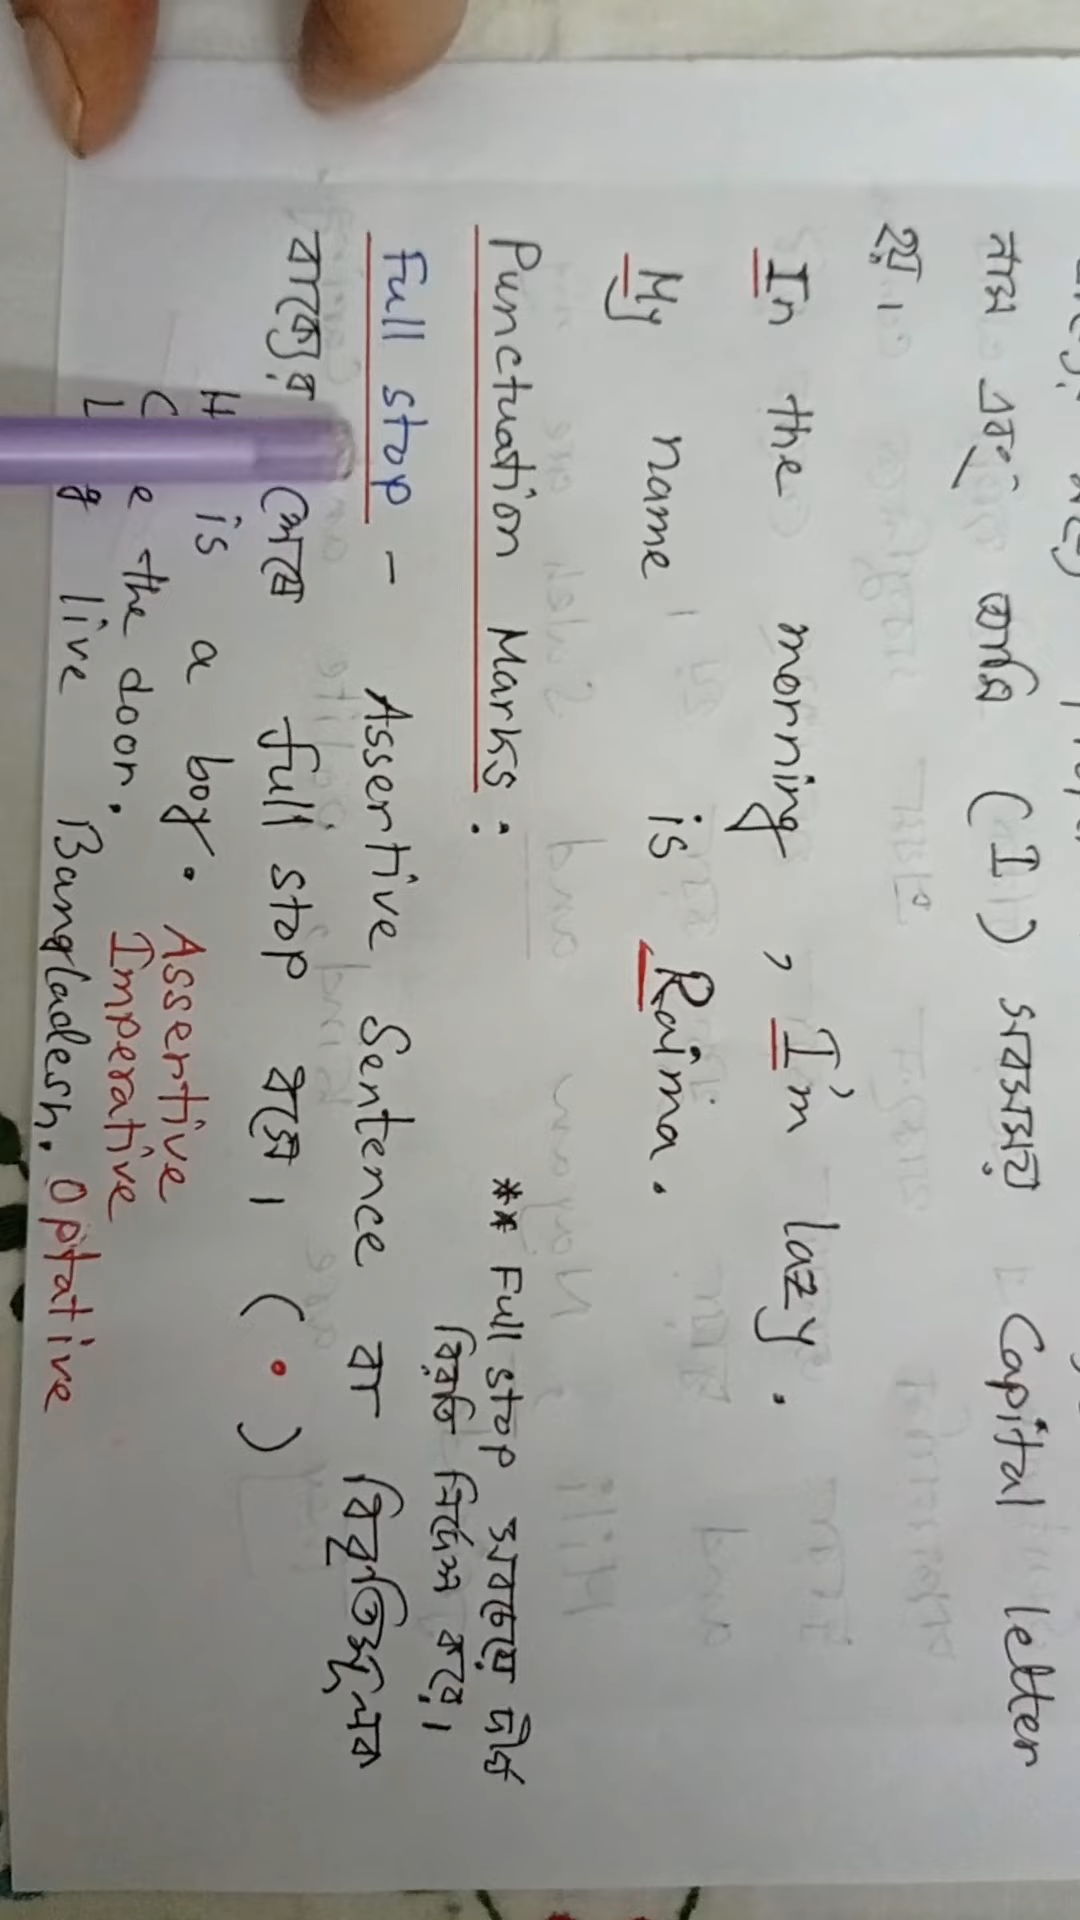 নাম এবং আমি (I) সবসময় Capital letter
হয়।
In the morning, I'm lazy.
My name is Raima.
Punctuation Marks:
** Full stop সবচেয়ে দীর্ঘ
বিরতি নির্দেশ করে।
Full stop - Assertive Sentence বা বিবৃতিমূলক
বাক্যের শেষে full stop বসে। (.)
is a boy. Assertive
the door. Imperative
live Bangladesh. Optative